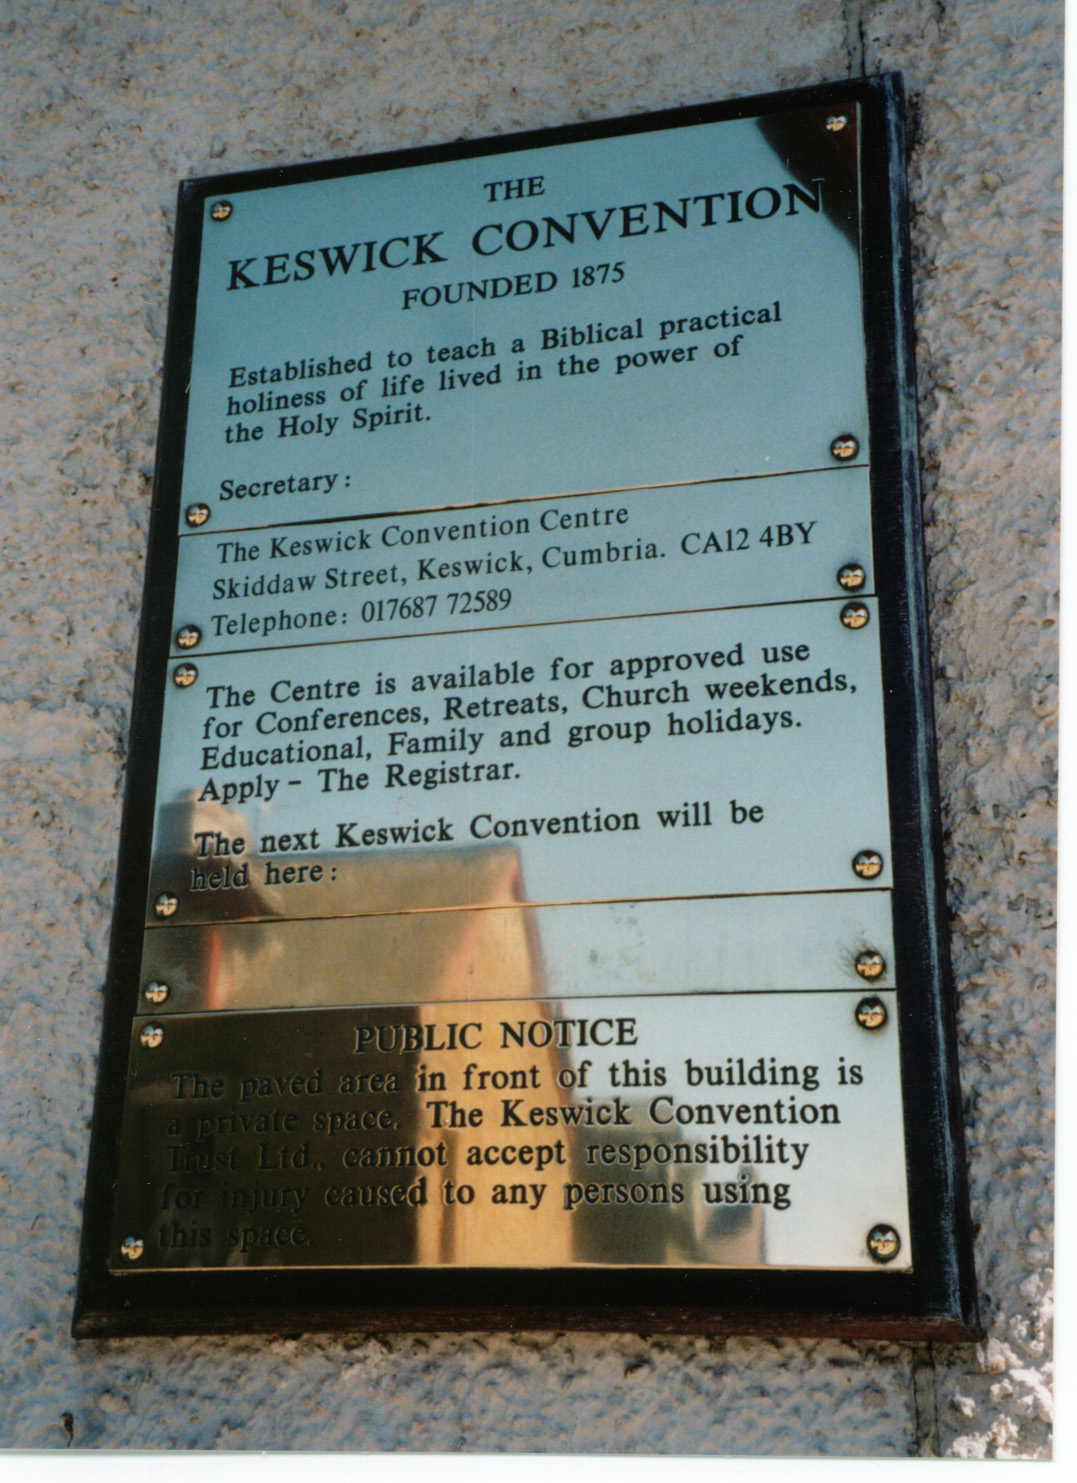 THE
KESWICK CONVENTION
FOUNDED 1875
Established to teach a Biblical practical
holiness of life lived in the power of
the Holy Spirit.
Secretary:
The Keswick Convention Centre
Skiddaw Street, Keswick, Cumbria. CA12 4BY
Telephone: 017687 72589
The Centre is available for approved use
for Conferences, Retreats, Church weekends,
Educational, Family and group holidays.
Apply - The Registrar.
The next Keswick Convention will be
held here:
PUBLIC NOTICE
The paved area in front of this building is
a private space. The Keswick Convention
Trust Ltd., cannot accept responsibility
for injury caused to any persons using
this space.